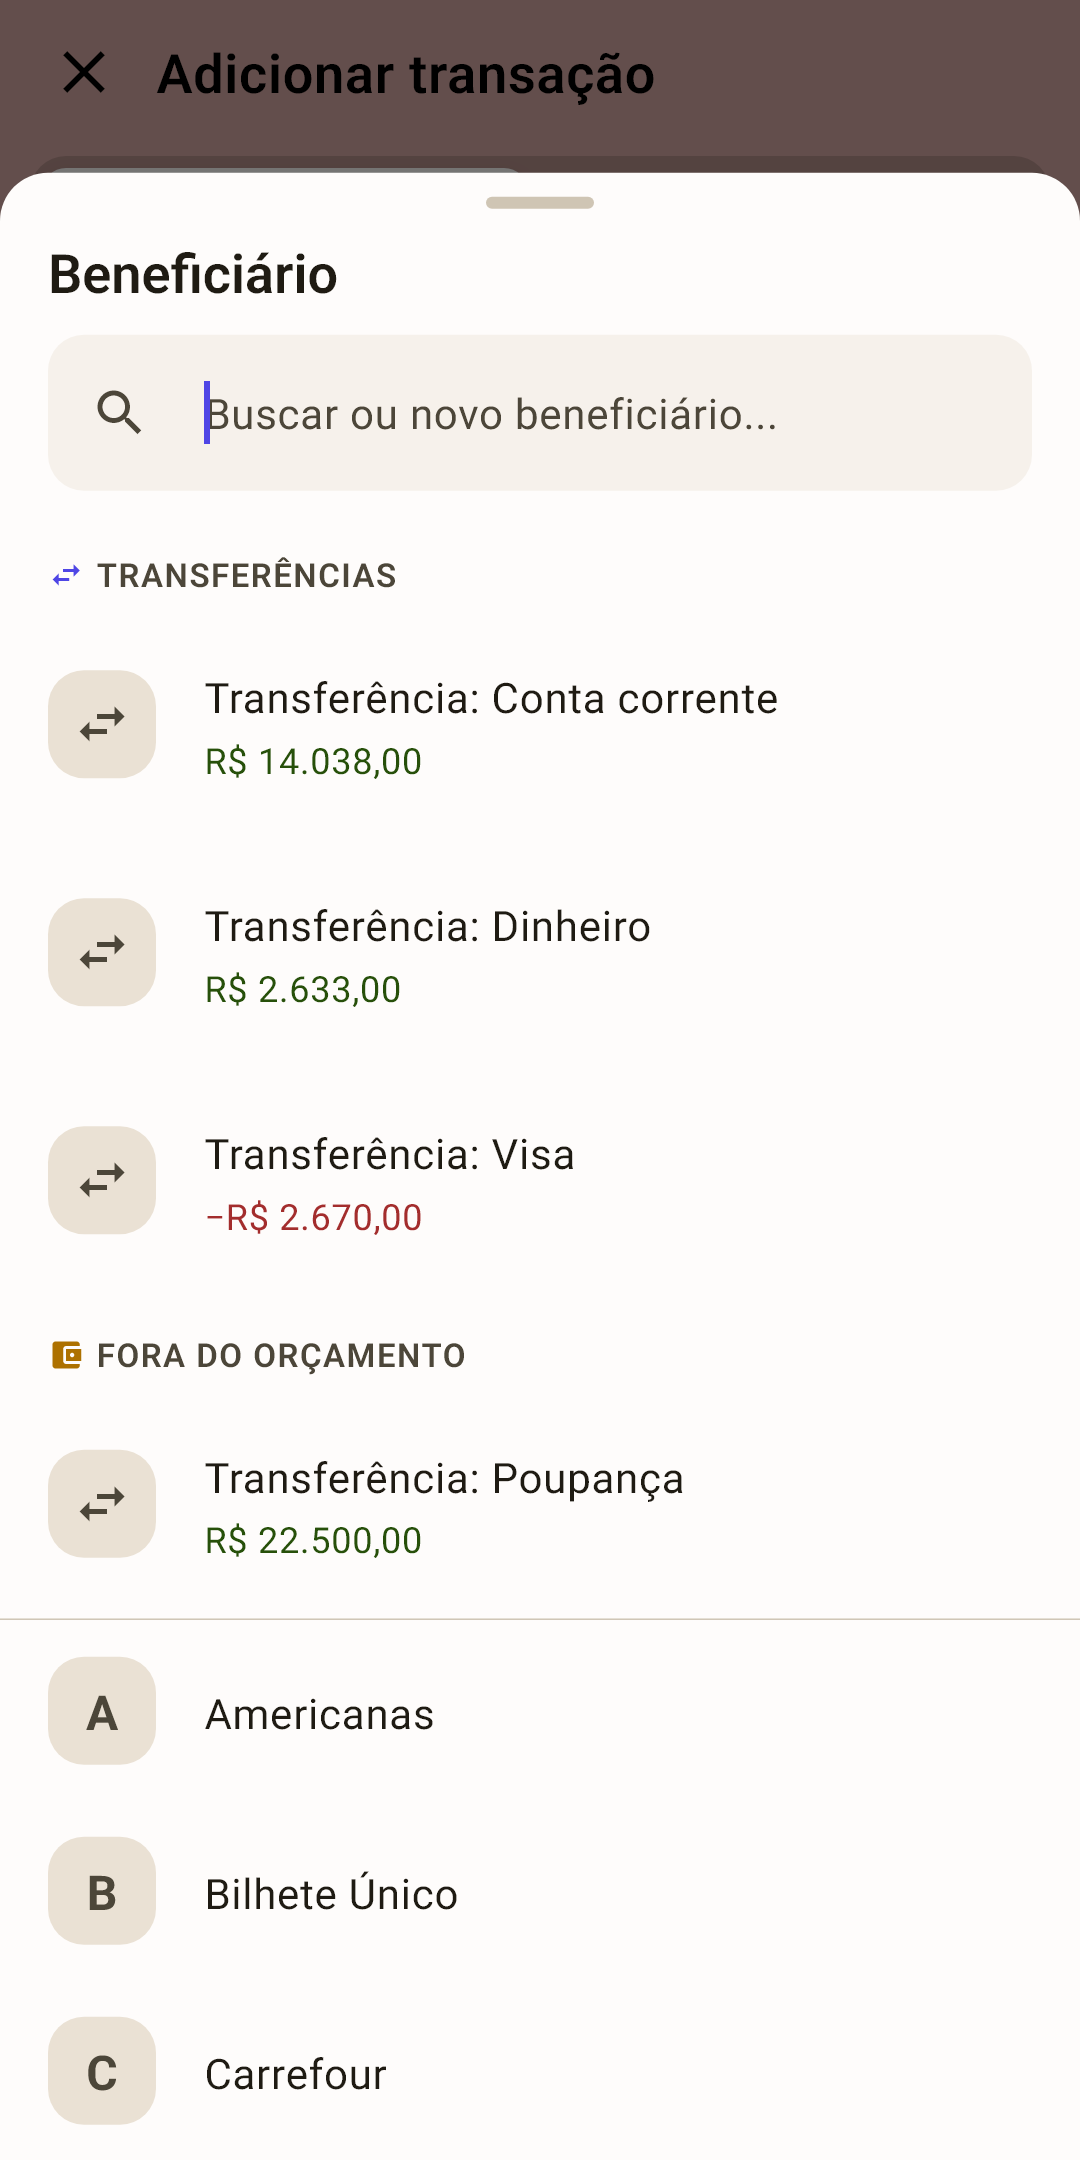 Adicionar transação
Beneficiário
Buscar ou novo beneficiário...
TRANSFERÊNCIAS
Transferência: Conta corrente
R$ 14.038,00
Transferência: Dinheiro
R$ 2.633,00
Transferência: Visa
−R$ 2.670,00
FORA DO ORÇAMENTO
Transferência: Poupança
R$ 22.500,00
A
Americanas
B
Bilhete Único
C
Carrefour